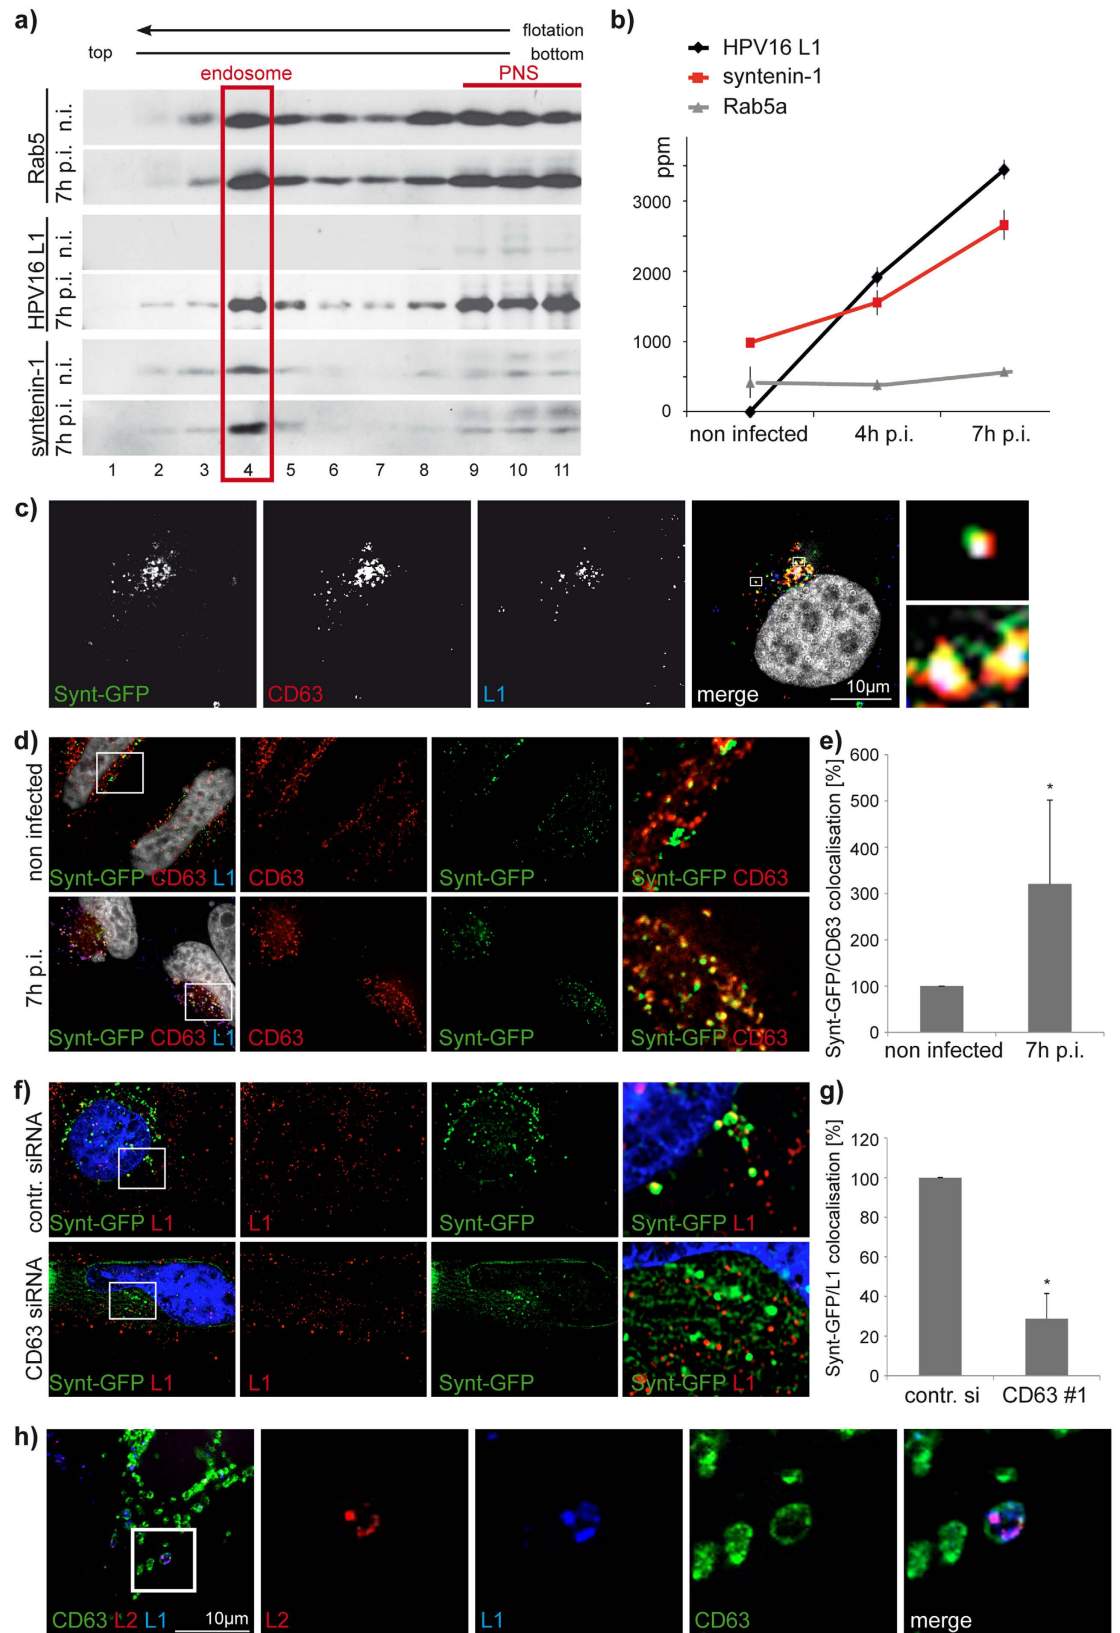 a)
flotation
top
bottom
endosome
PNS
Rab5
n.i.
7h p.i.
HPV16 L1
n.i.
7h p.i.
syntenin-1
n.i.
7h p.i.
1 2 3 4 5 6 7 8 9 10 11
b)
HPV16 L1
syntenin-1
Rab5a
ppm
3000
2000
1000
0
non infected 4h p.i. 7h p.i.
c)
Synt-GFP
CD63
L1
merge
10µm
d)
non infected
Synt-GFP CD63 L1
CD63
Synt-GFP
Synt-GFP CD63
7h p.i.
Synt-GFP CD63 L1
CD63
Synt-GFP
Synt-GFP CD63
e)
Synt-GFP/CD63 colocalisation [%]
600
500
400
300
200
100
0
*
non infected 7h p.i.
f)
contr. siRNA
Synt-GFP L1
L1
Synt-GFP
Synt-GFP L1
CD63 siRNA
Synt-GFP L1
L1
Synt-GFP
Synt-GFP L1
g)
Synt-GFP/L1 colocalisation [%]
120
100
80
60
40
20
0
*
contr. si CD63 #1
h)
CD63 L2 L1
10µm
L2
L1
CD63
merge